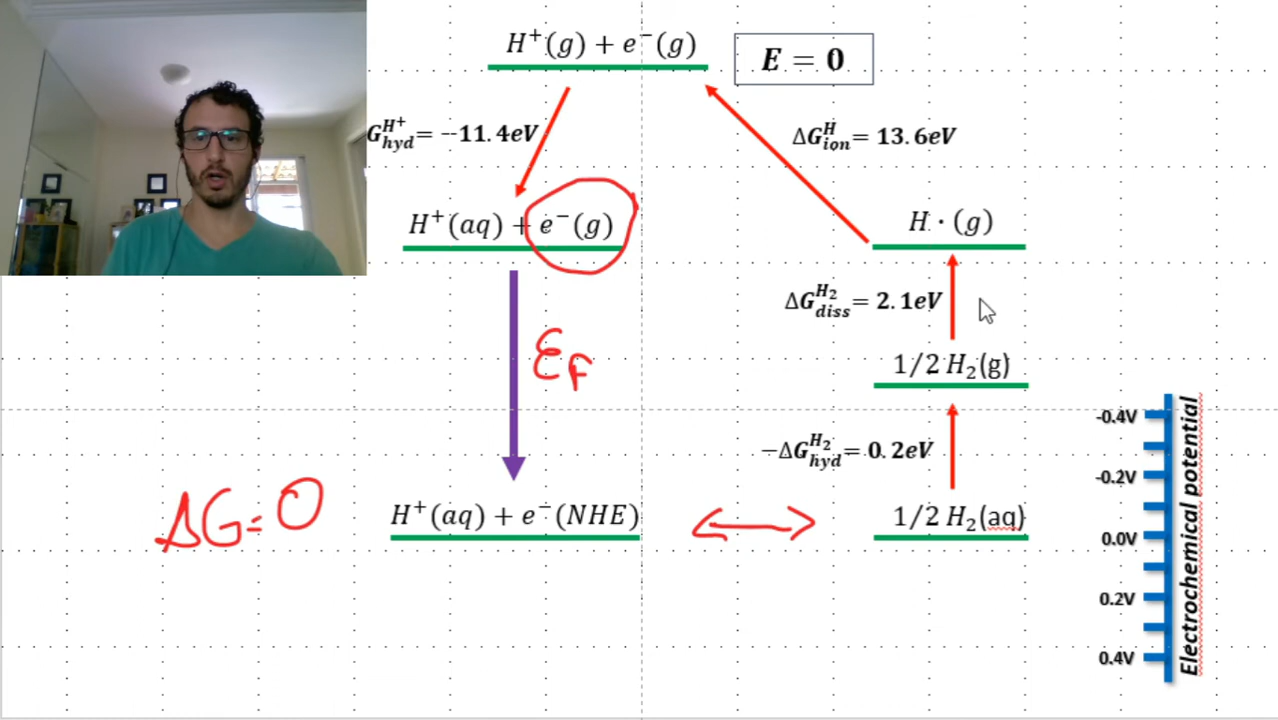 H⁺(g) + e⁻(g)
E = 0
G_hyd^H⁺ = −11.4eV
ΔG_ion^H = 13.6eV
H⁺(aq) + e⁻(g)
H · (g)
ΔG_diss^H₂ = 2.1eV
ℰ_F
1/2 H₂(g)
−ΔG_hyd^H₂ = 0.2eV
ΔG = 0
H⁺(aq) + e⁻(NHE)
1/2 H₂(aq)
-0.4V
-0.2V
0.0V
0.2V
0.4V
Electrochemical potential